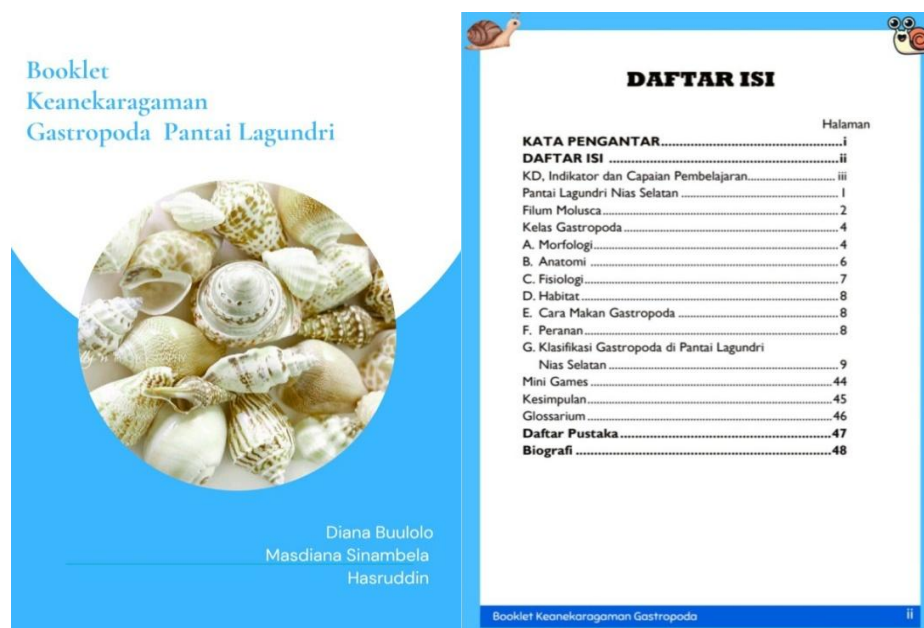 Booklet
Keanekaragaman
Gastropoda Pantai Lagundri
Diana Buulolo
Masdiana Sinambela
Hasruddin
DAFTAR ISI
Halaman
KATA PENGANTAR.....i
DAFTAR ISI .....ii
KD, Indikator dan Capaian Pembelajaran..... iii
Pantai Lagundri Nias Selatan ..... 1
Filum Molusca.....2
Kelas Gastropoda.....4
A. Morfologi.....4
B. Anatomi .....6
C. Fisiologi.....7
D. Habitat.....8
E. Cara Makan Gastropoda .....8
F. Peranan.....8
G. Klasifikasi Gastropoda di Pantai Lagundri
Nias Selatan.....9
Mini Games.....44
Kesimpulan.....45
Glossarium.....46
Daftar Pustaka.....47
Biografi .....48
Booklet Keanekaragaman Gastropoda ii